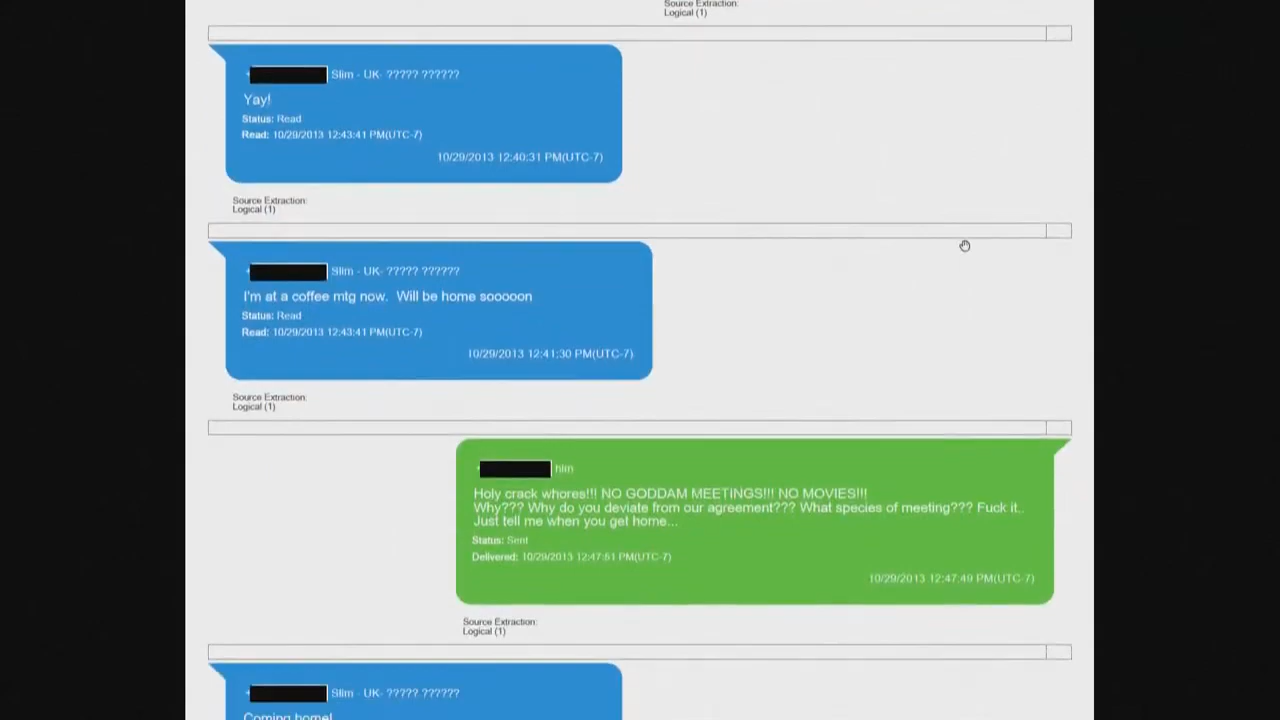 Source Extraction:
Logical (1)
Slim - UK- ????? ??????
Yay!
Status: Read
Read: 10/29/2013 12:43:41 PM(UTC-7)
10/29/2013 12:40:31 PM(UTC-7)
Source Extraction:
Logical (1)
Slim - UK- ????? ??????
I'm at a coffee mtg now.  Will be home sooooon
Status: Read
Read: 10/29/2013 12:43:41 PM(UTC-7)
10/29/2013 12:41:30 PM(UTC-7)
Source Extraction:
Logical (1)
him
Holy crack whores!!! NO GODDAM MEETINGS!!! NO MOVIES!!!
Why??? Why do you deviate from our agreement??? What species of meeting??? Fuck it..
Just tell me when you get home...
Status: Sent
Delivered: 10/29/2013 12:47:51 PM(UTC-7)
10/29/2013 12:47:49 PM(UTC-7)
Source Extraction:
Logical (1)
Slim - UK- ????? ??????
Coming home!